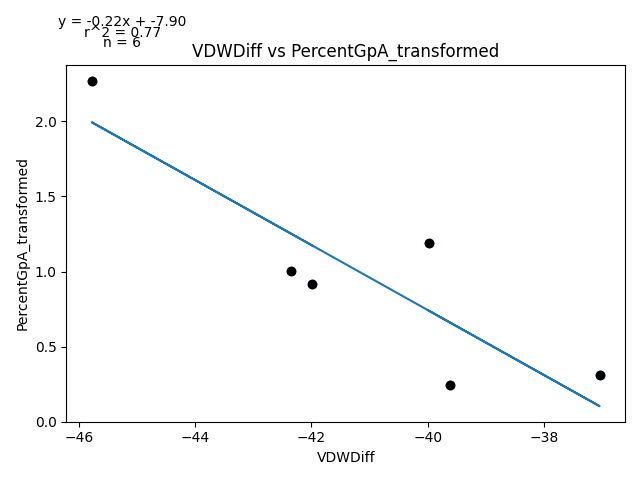 y = -0.22x + -7.90
r^2 = 0.77
n = 6
VDWDiff vs PercentGpA_transformed
PercentGpA_transformed
2.0
1.5
1.0
0.5
0.0
−46 −44 −42 −40 −38
VDWDiff